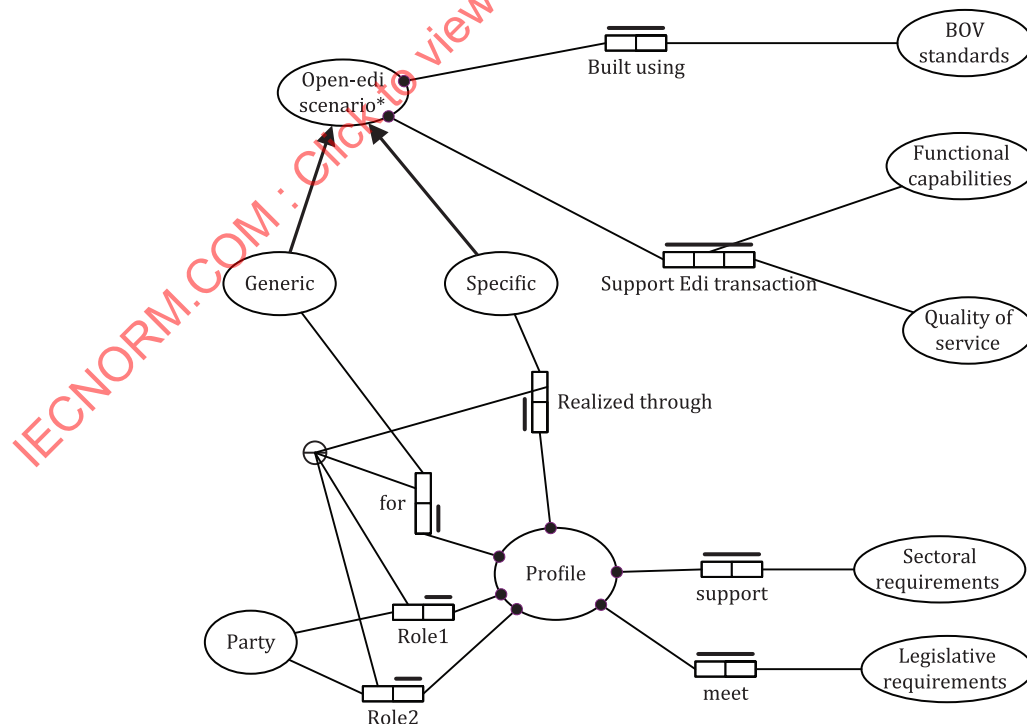 BOV
standards
Built using
Open-edi
scenario*
Functional
capabilities
Generic
Specific
Support Edi transaction
Quality of
service
Realized through
for
Profile
Sectoral
requirements
support
Party
Role1
Legislative
requirements
meet
Role2
IECNORM.COM : Click to view